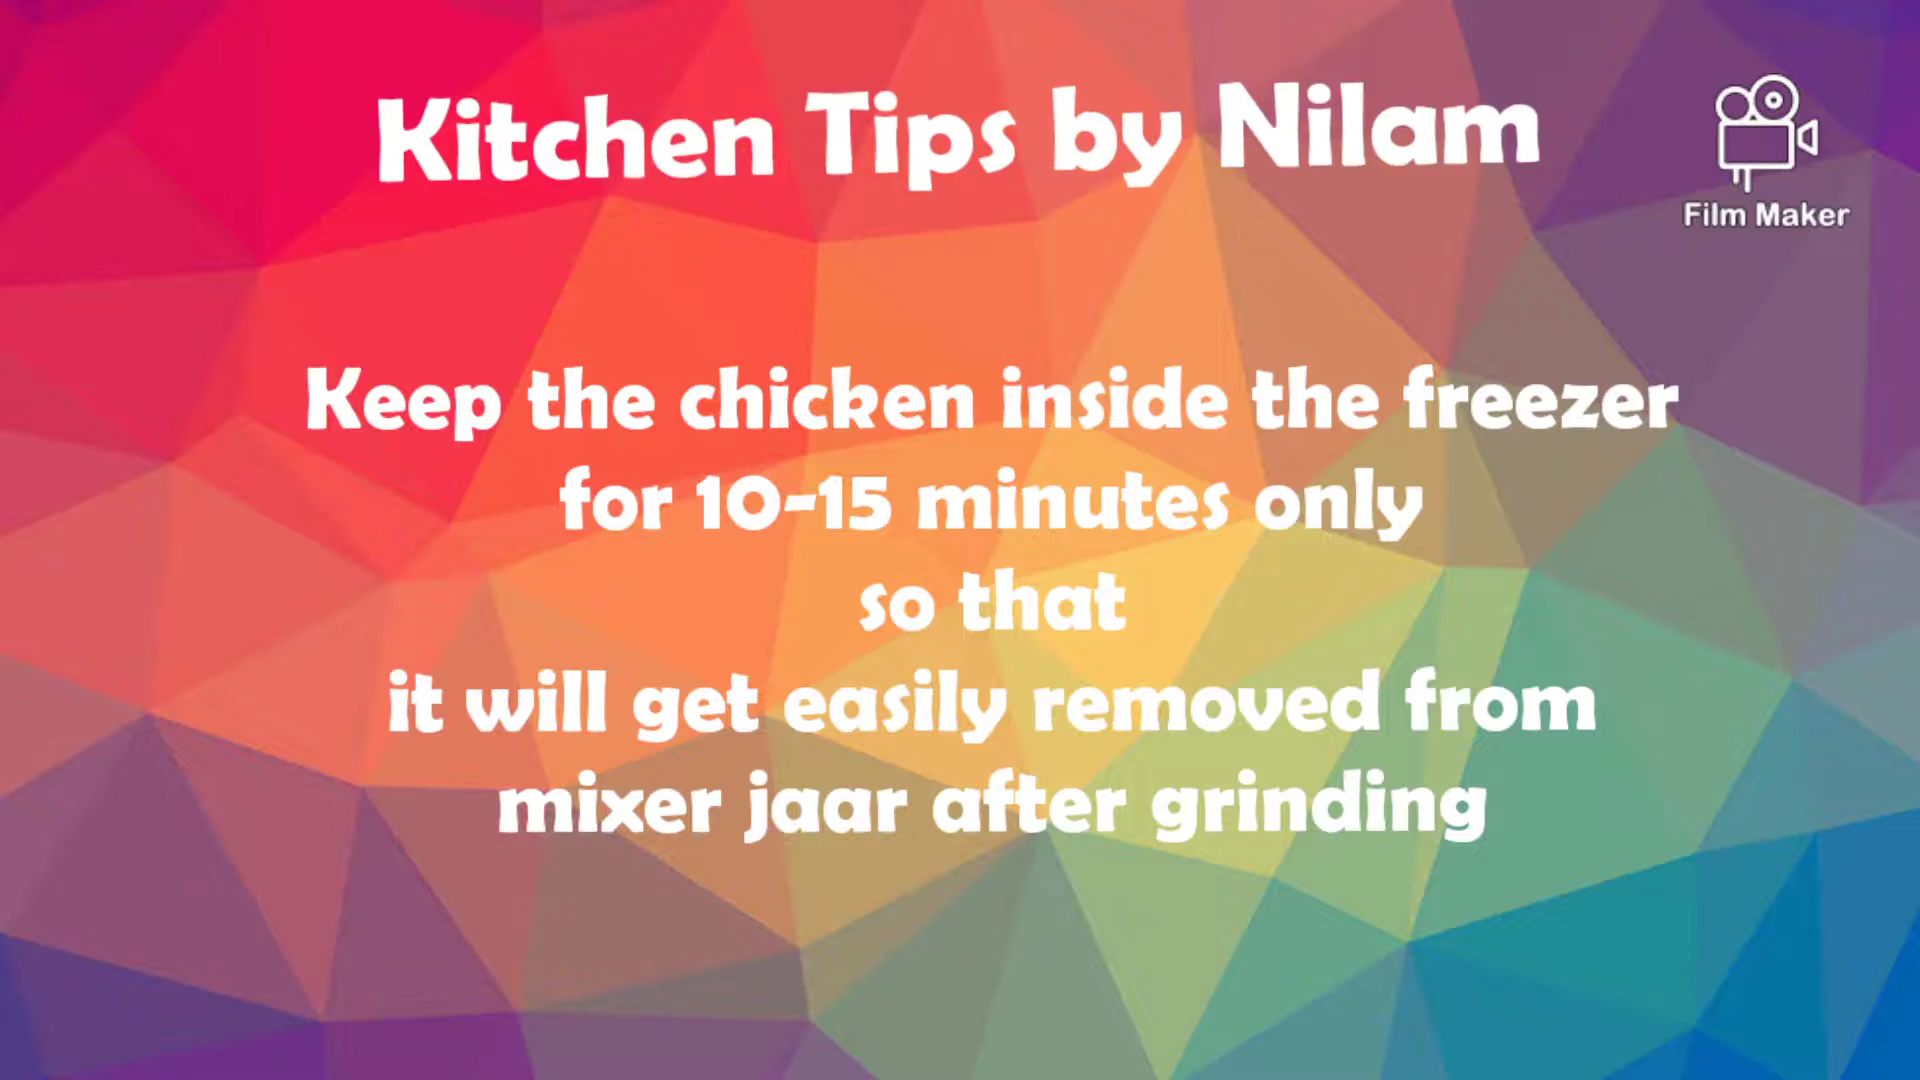 Kitchen Tips by Nilam
Film Maker
Keep the chicken inside the freezer
for 10-15 minutes only
so that
it will get easily removed from
mixer jaar after grinding